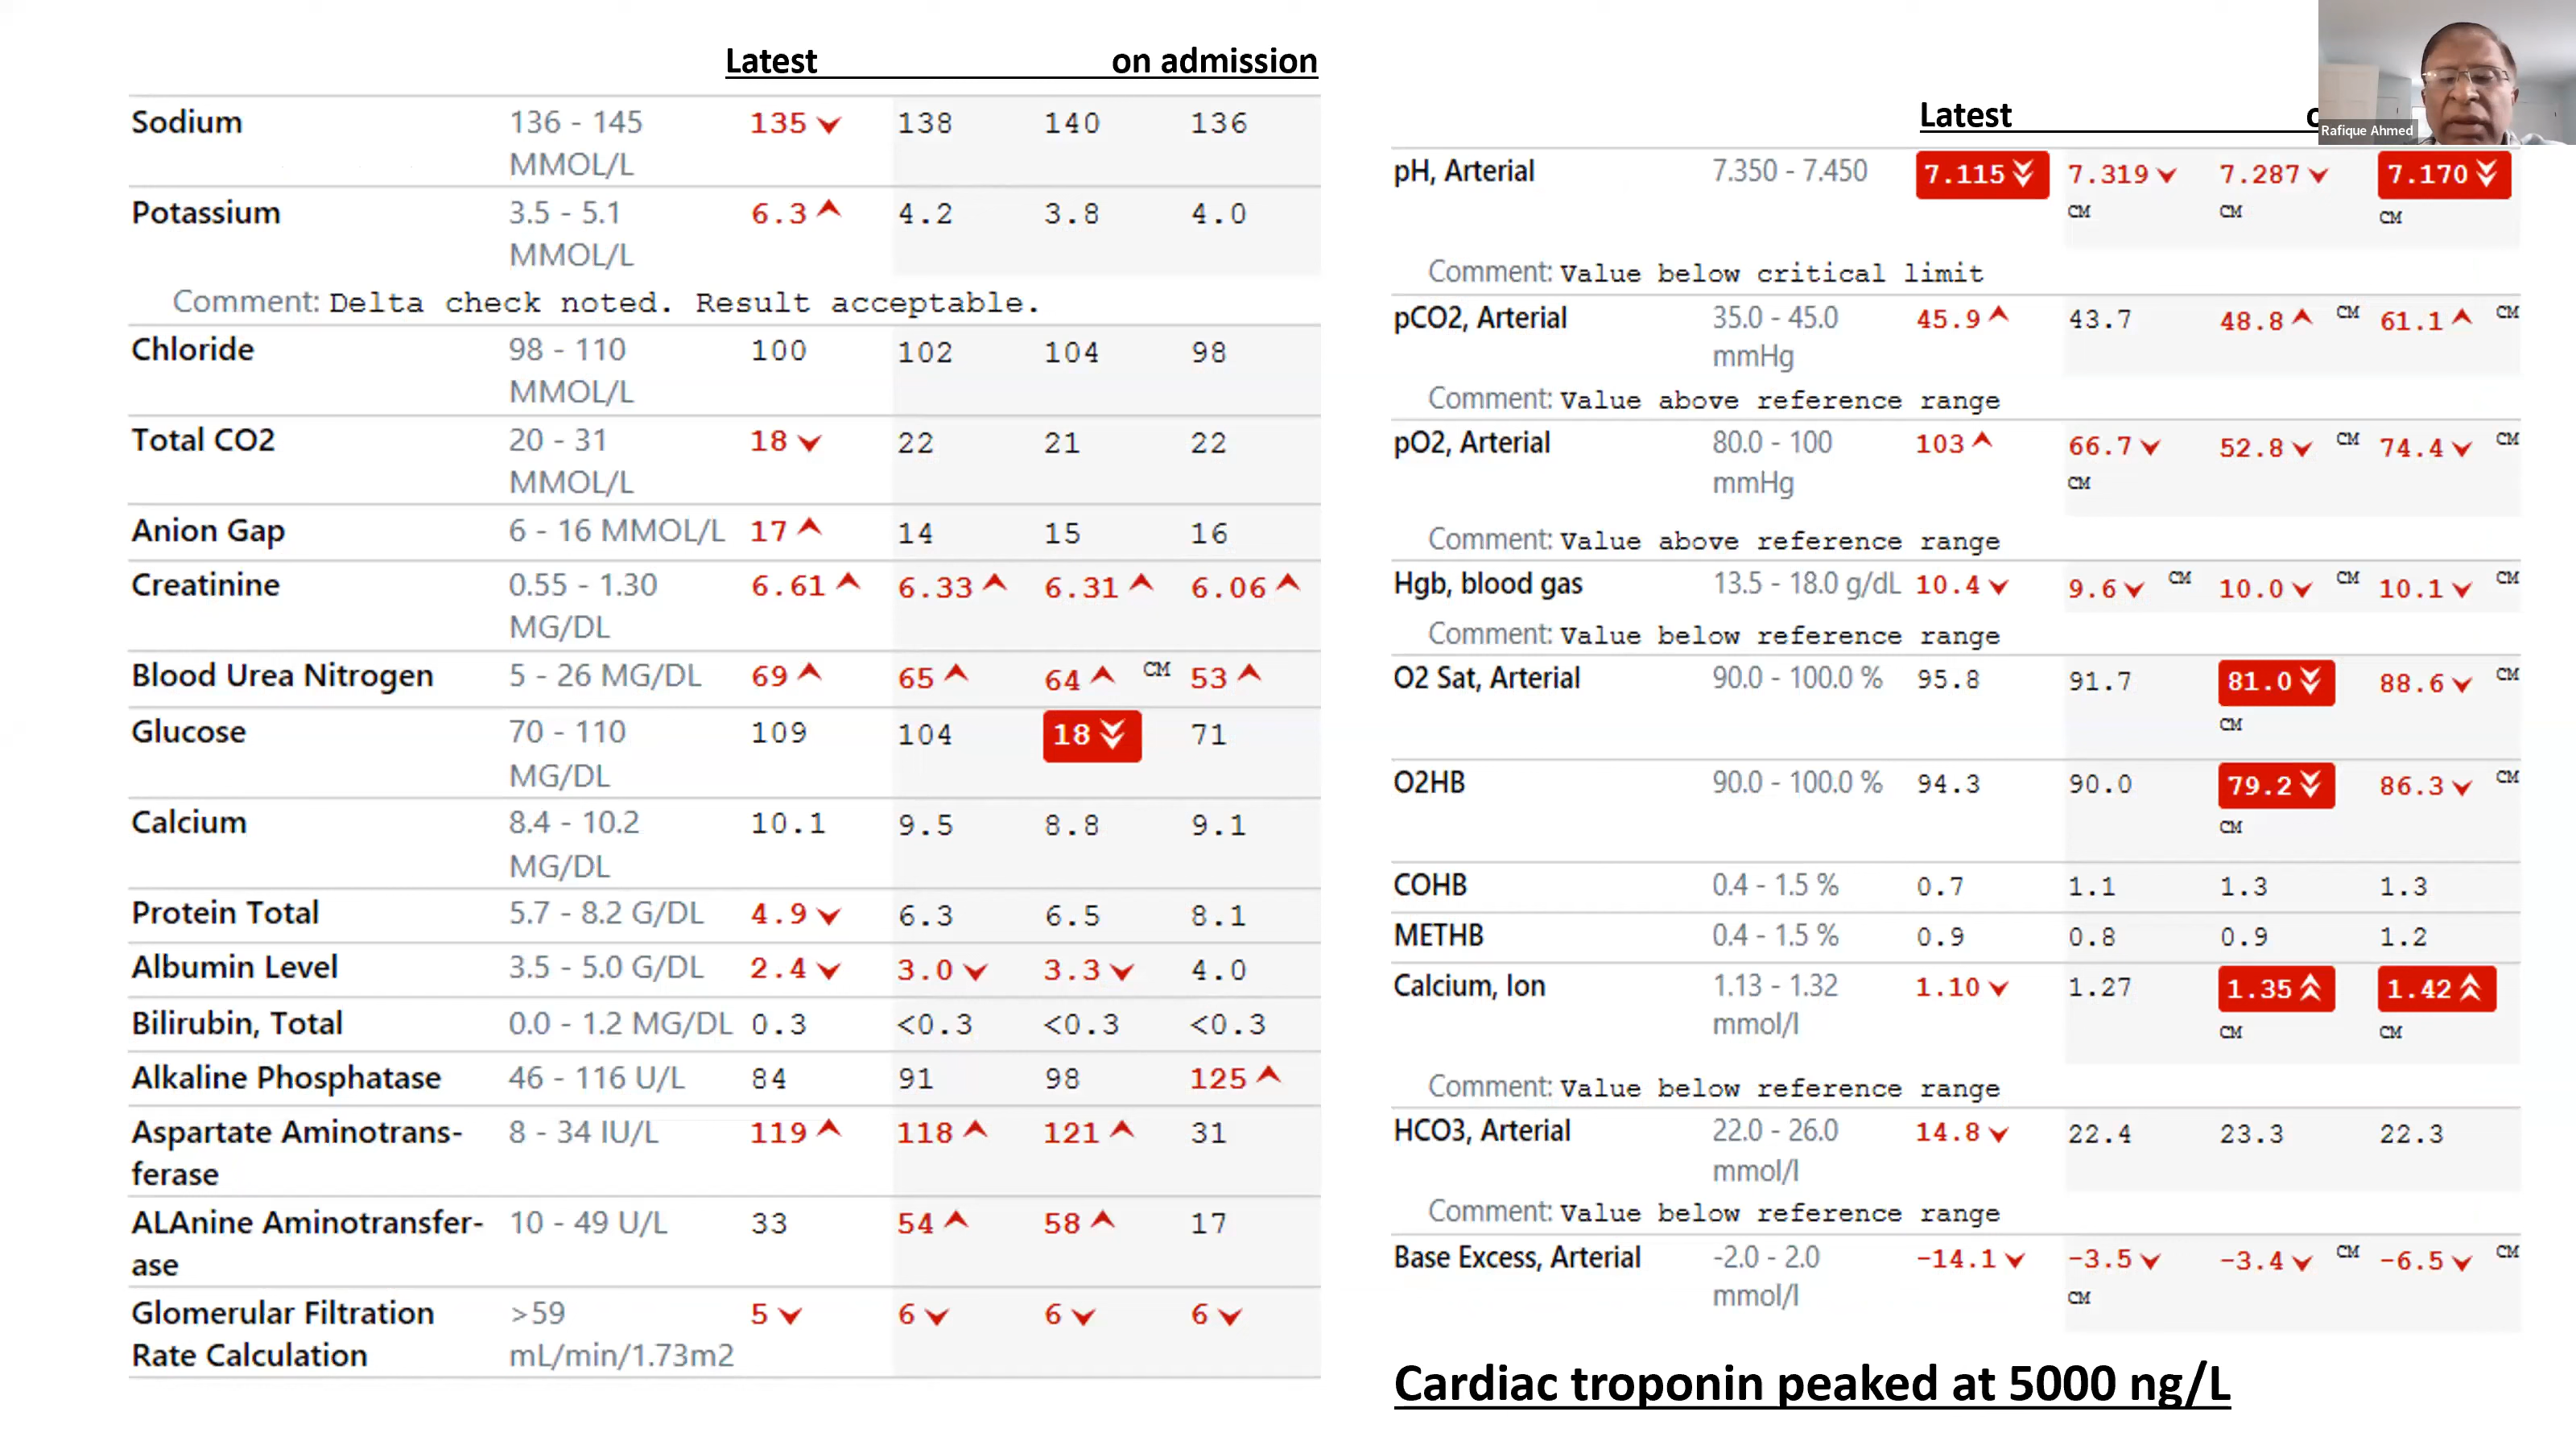 Latest on admission
Sodium 136 - 145 135 138 140 136
MMOL/L
Potassium 3.5 - 5.1 6.3 4.2 3.8 4.0
MMOL/L
Comment: Delta check noted. Result acceptable.
Chloride 98 - 110 100 102 104 98
MMOL/L
Total CO2 20 - 31 18 22 21 22
MMOL/L
Anion Gap 6 - 16 MMOL/L 17 14 15 16
Creatinine 0.55 - 1.30 6.61 6.33 6.31 6.06
MG/DL
Blood Urea Nitrogen 5 - 26 MG/DL 69 65 64 CM 53
Glucose 70 - 110 109 104 18 71
MG/DL
Calcium 8.4 - 10.2 10.1 9.5 8.8 9.1
MG/DL
Protein Total 5.7 - 8.2 G/DL 4.9 6.3 6.5 8.1
Albumin Level 3.5 - 5.0 G/DL 2.4 3.0 3.3 4.0
Bilirubin, Total 0.0 - 1.2 MG/DL 0.3 <0.3 <0.3 <0.3
Alkaline Phosphatase 46 - 116 U/L 84 91 98 125
Aspartate Aminotrans- 8 - 34 IU/L 119 118 121 31
ferase
ALAnine Aminotransfer- 10 - 49 U/L 33 54 58 17
ase
Glomerular Filtration >59 5 6 6 6
Rate Calculation mL/min/1.73m2
Latest
Rafique Ahmed
pH, Arterial 7.350 - 7.450 7.115 7.319 7.287 7.170
CM CM CM
Comment: Value below critical limit
pCO2, Arterial 35.0 - 45.0 45.9 43.7 48.8 CM 61.1 CM
mmHg
Comment: Value above reference range
pO2, Arterial 80.0 - 100 103 66.7 52.8 CM 74.4 CM
mmHg CM
Comment: Value above reference range
Hgb, blood gas 13.5 - 18.0 g/dL 10.4 9.6 CM 10.0 CM 10.1 CM
Comment: Value below reference range
O2 Sat, Arterial 90.0 - 100.0 % 95.8 91.7 81.0 88.6 CM
CM
O2HB 90.0 - 100.0 % 94.3 90.0 79.2 86.3 CM
CM
COHB 0.4 - 1.5 % 0.7 1.1 1.3 1.3
METHB 0.4 - 1.5 % 0.9 0.8 0.9 1.2
Calcium, Ion 1.13 - 1.32 1.10 1.27 1.35 1.42
mmol/l CM CM
Comment: Value below reference range
HCO3, Arterial 22.0 - 26.0 14.8 22.4 23.3 22.3
mmol/l
Comment: Value below reference range
Base Excess, Arterial -2.0 - 2.0 -14.1 -3.5 -3.4 CM -6.5 CM
mmol/l CM
Cardiac troponin peaked at 5000 ng/L